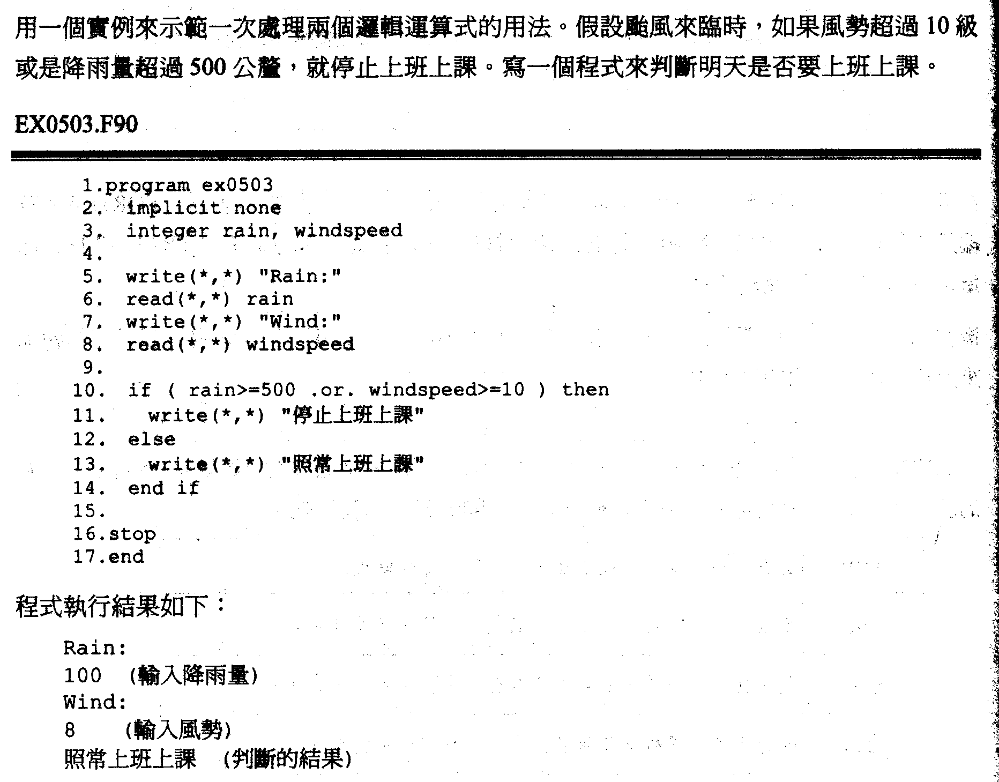 用一個實例來示範一次處理兩個邏輯運算式的用法。假設颱風來臨時，如果風勢超過 10 級
或是降雨量超過 500 公釐，就停止上班上課。寫一個程式來判斷明天是否要上班上課。
EX0503.F90
1.program ex0503
2.  implicit none
3.  integer rain, windspeed
4.
5.  write(*,*) "Rain:"
6.  read(*,*) rain
7.  write(*,*) "Wind:"
8.  read(*,*) windspeed
9.
10.  if ( rain>=500 .or. windspeed>=10 ) then
11.    write(*,*) "停止上班上課"
12.  else
13.    write(*,*) "照常上班上課"
14.  end if
15.
16.stop
17.end
程式執行結果如下：
Rain:
100  (輸入降雨量)
Wind:
8    (輸入風勢)
照常上班上課  (判斷的結果)